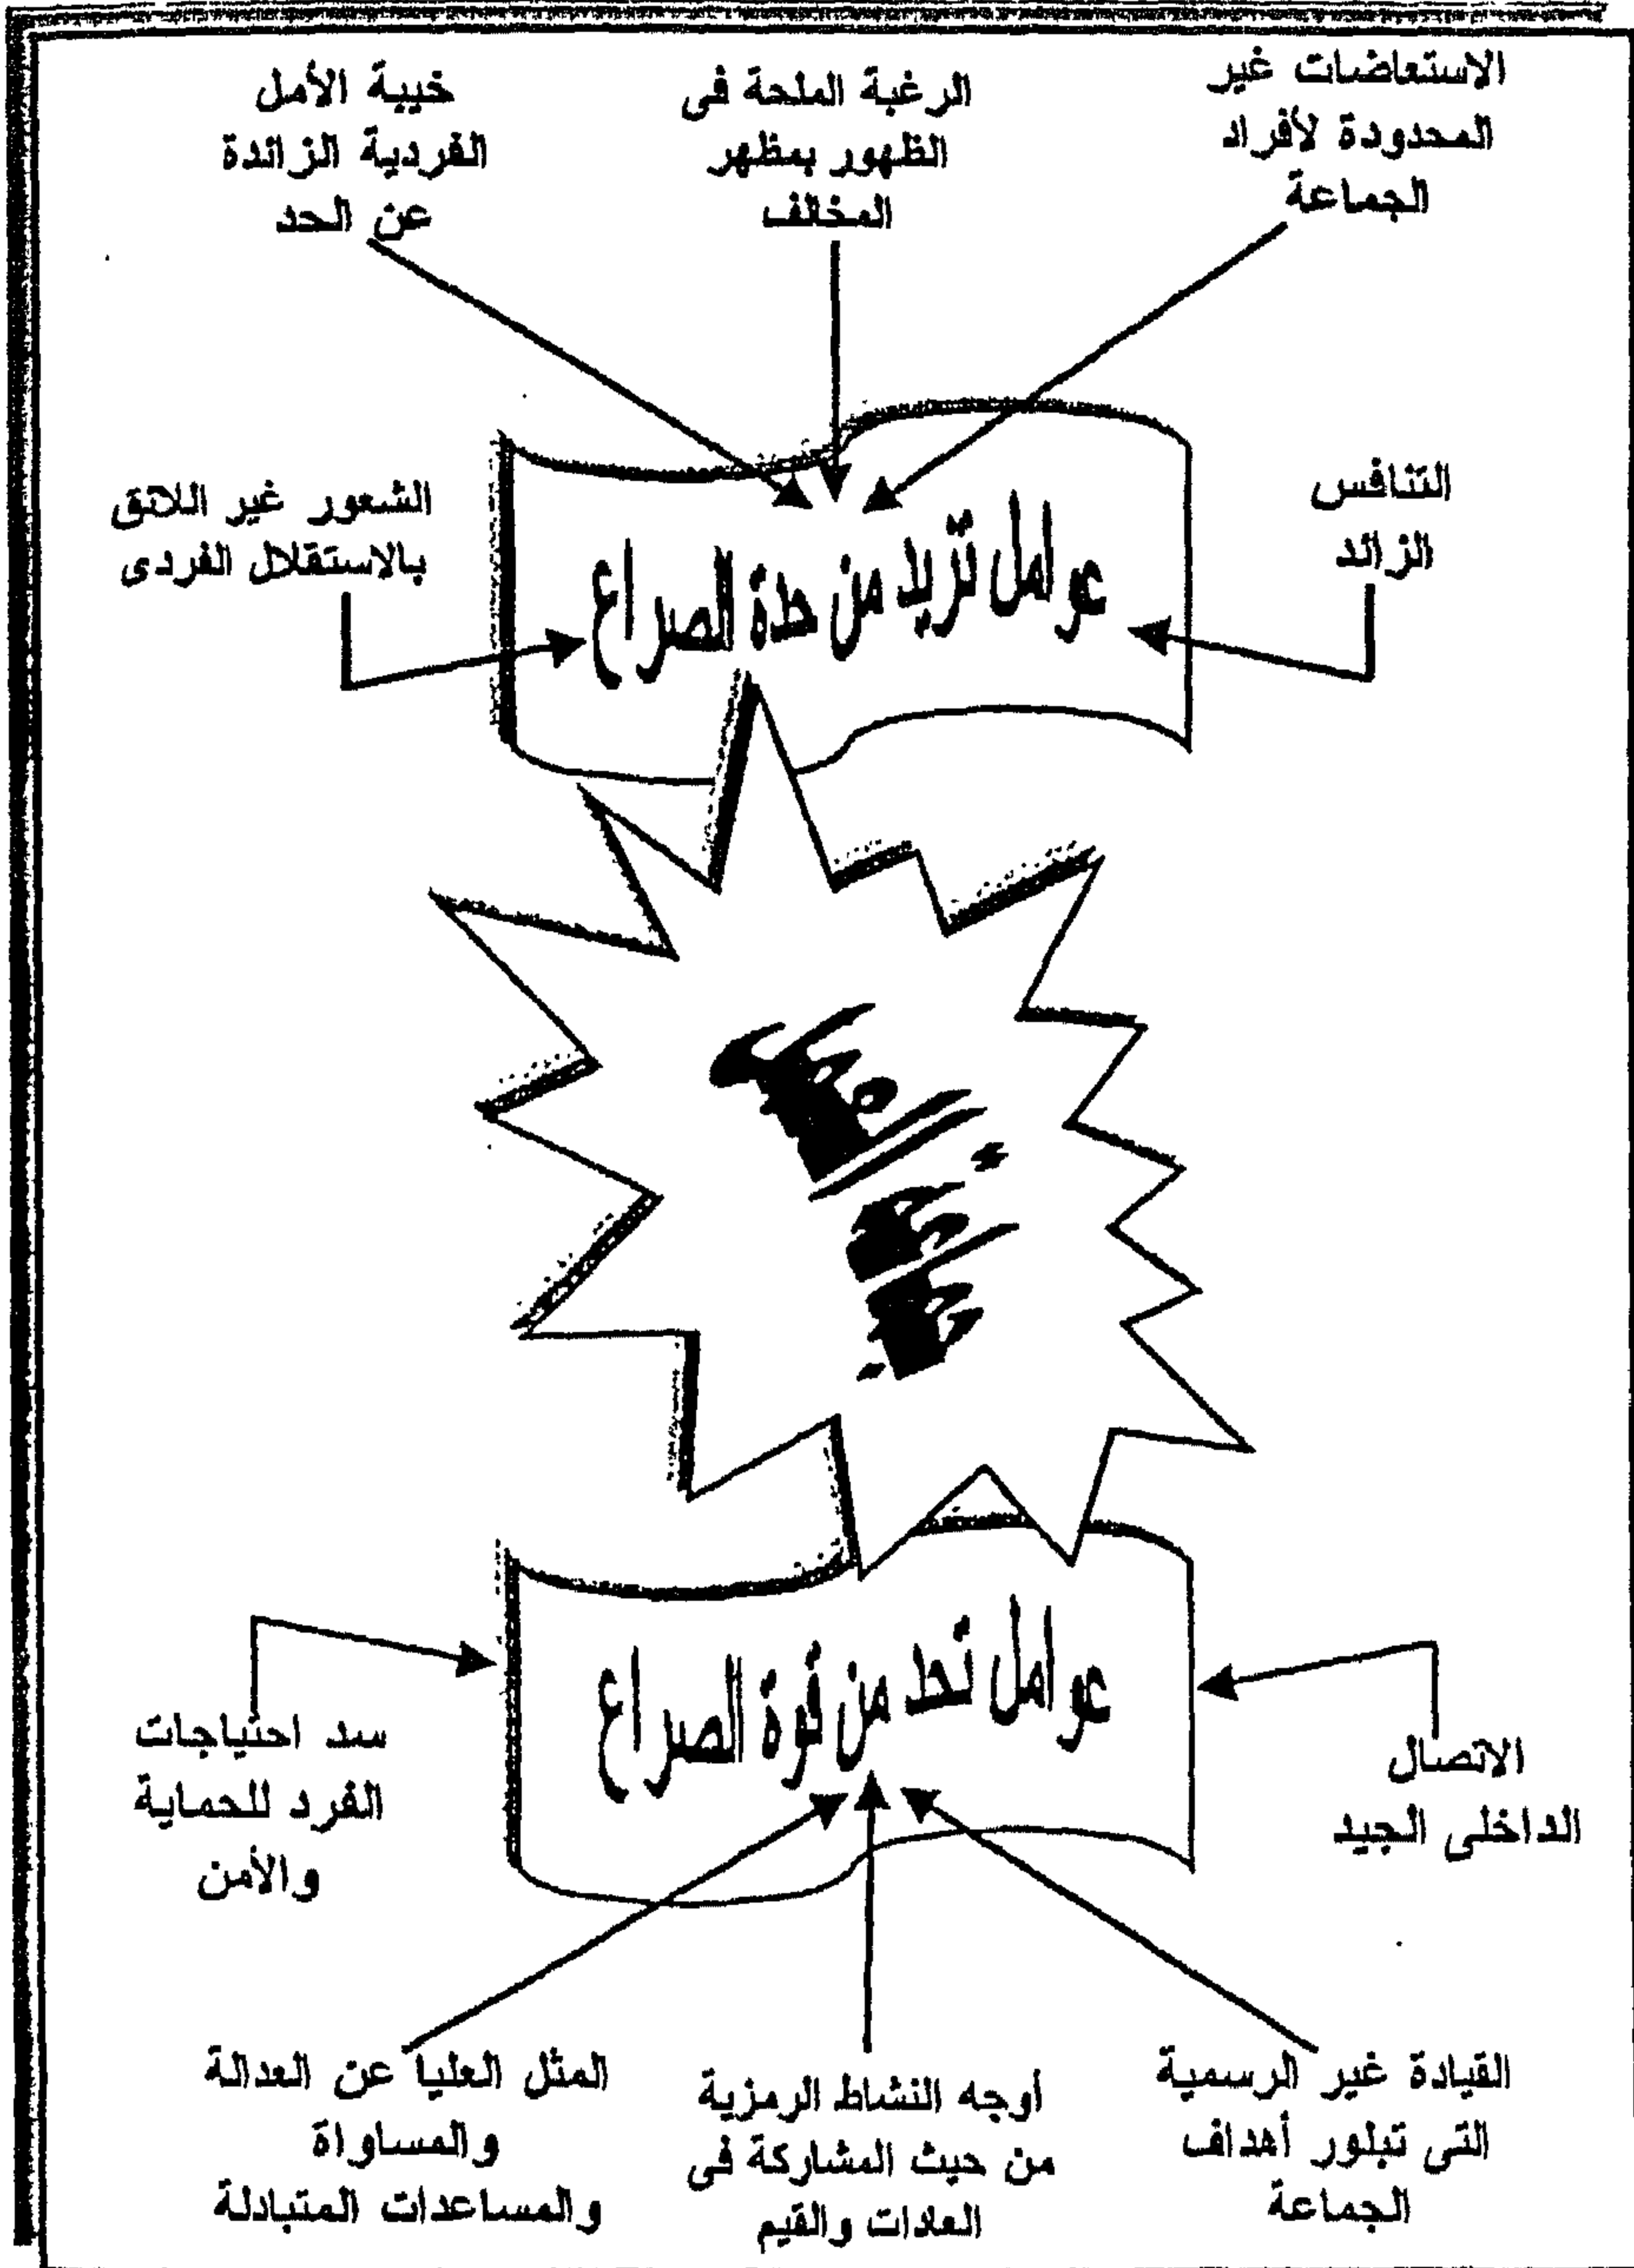 الاستعاضات غير
المحدودة لأفراد
الجماعة
الرغبة الملحة فى
الظهور بمظهر
المخالف
خيبة الأمل
الفردية الزائدة
عن الحد
التنافس
الزائد
الشعور غير اللائق
بالاستقلال الفردى
عوامل تزيد من حدة الصراع
عوامل تحد من قوة الصراع
الاتصال
الداخلى الجيد
سد احتياجات
الفرد للحماية
والأمن
القيادة غير الرسمية
التى تبلور أهداف
الجماعة
أوجه النشاط الرمزية
من حيث المشاركة فى
العادات والقيم
المثل العليا عن العدالة
والمساواة
والمساعدات المتبادلة